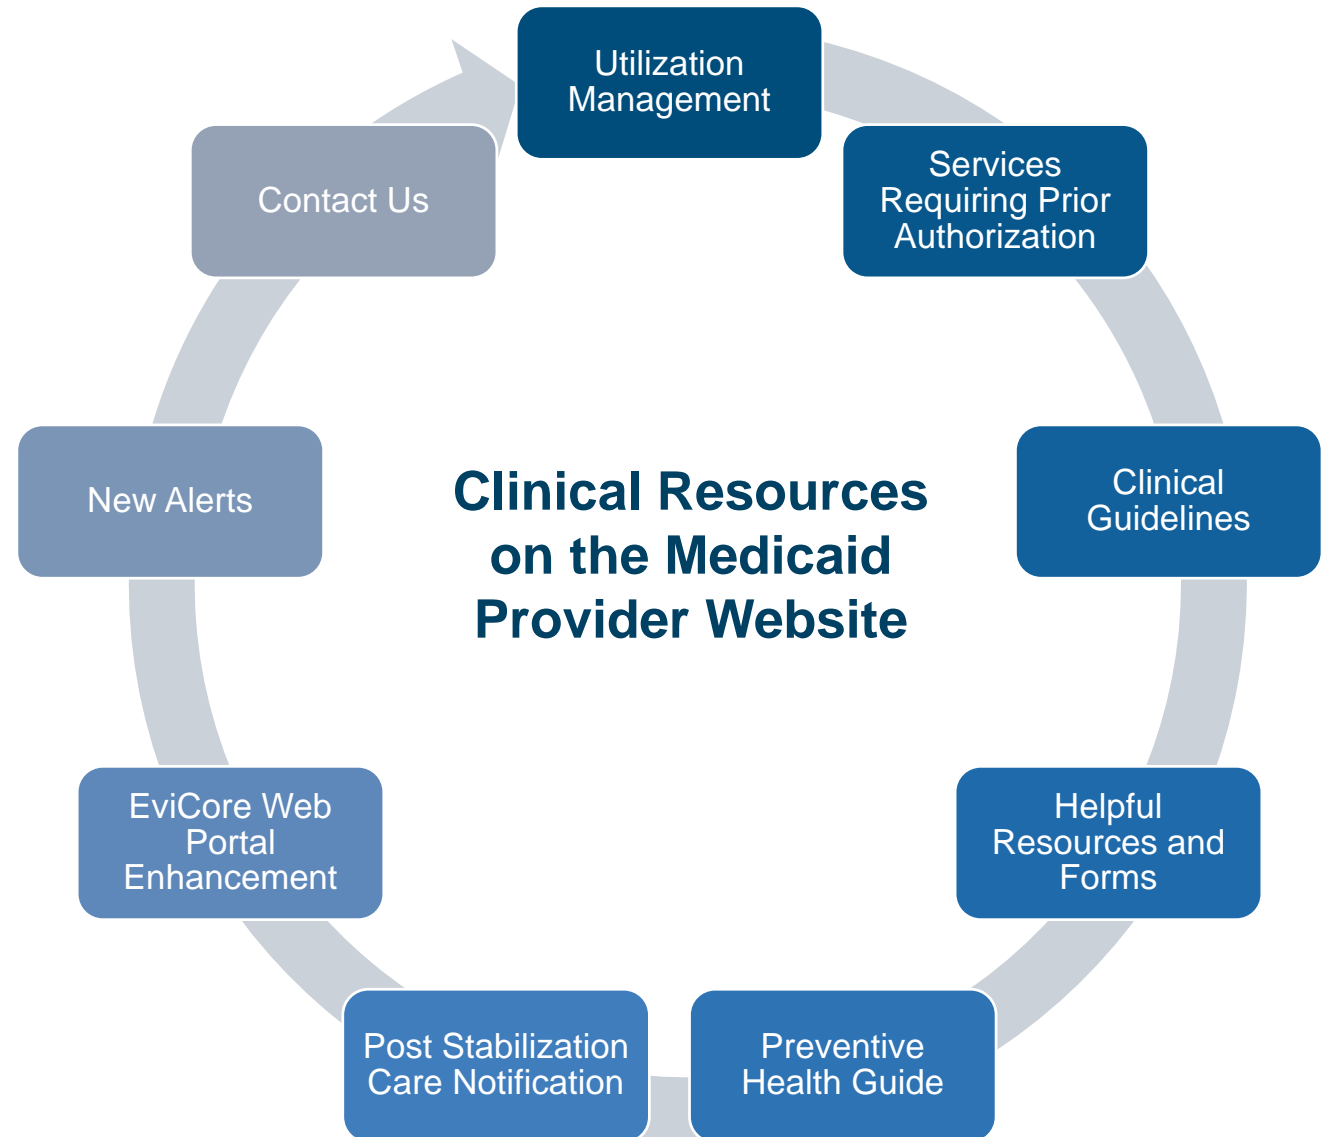 Utilization
Management
Services
Requiring Prior
Authorization
Clinical
Guidelines
Helpful
Resources and
Forms
Preventive
Health Guide
Post Stabilization
Care Notification
EviCore Web
Portal
Enhancement
New Alerts
Contact Us
Clinical Resources
on the Medicaid
Provider Website